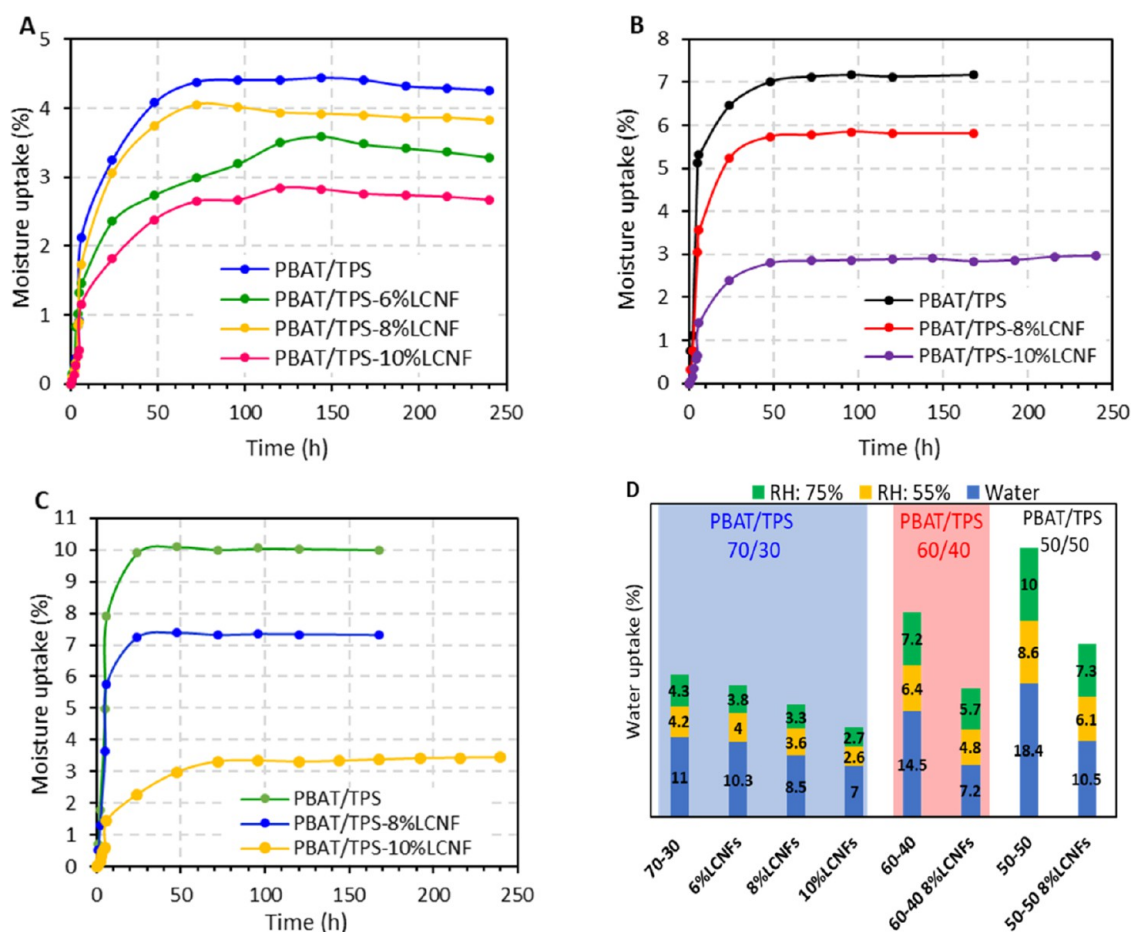 A
5
4
3
2
1
0
Moisture uptake (%)
PBAT/TPS
PBAT/TPS-6%LCNF
PBAT/TPS-8%LCNF
PBAT/TPS-10%LCNF
0 50 100 150 200 250
Time (h)
B
8
7
6
5
4
3
2
1
0
Moisture uptake (%)
PBAT/TPS
PBAT/TPS-8%LCNF
PBAT/TPS-10%LCNF
0 50 100 150 200 250
Time (h)
C
11
10
9
8
7
6
5
4
3
2
1
0
Moisture uptake (%)
PBAT/TPS
PBAT/TPS-8%LCNF
PBAT/TPS-10%LCNF
0 50 100 150 200 250
Time (h)
D
RH: 75% RH: 55% Water
PBAT/TPS
70/30
PBAT/TPS
60/40
PBAT/TPS
50/50
Water uptake (%)
4.3 3.8 3.3 2.7 7.2 5.7 10 7.3
4.2 4 3.6 2.6 6.4 4.8 8.6 6.1
11 10.3 8.5 7 14.5 7.2 18.4 10.5
70-30
6%LCNFs
8%LCNFs
10%LCNFs
60-40
60-40 8%LCNFs
50-50
50-50 8%LCNFs